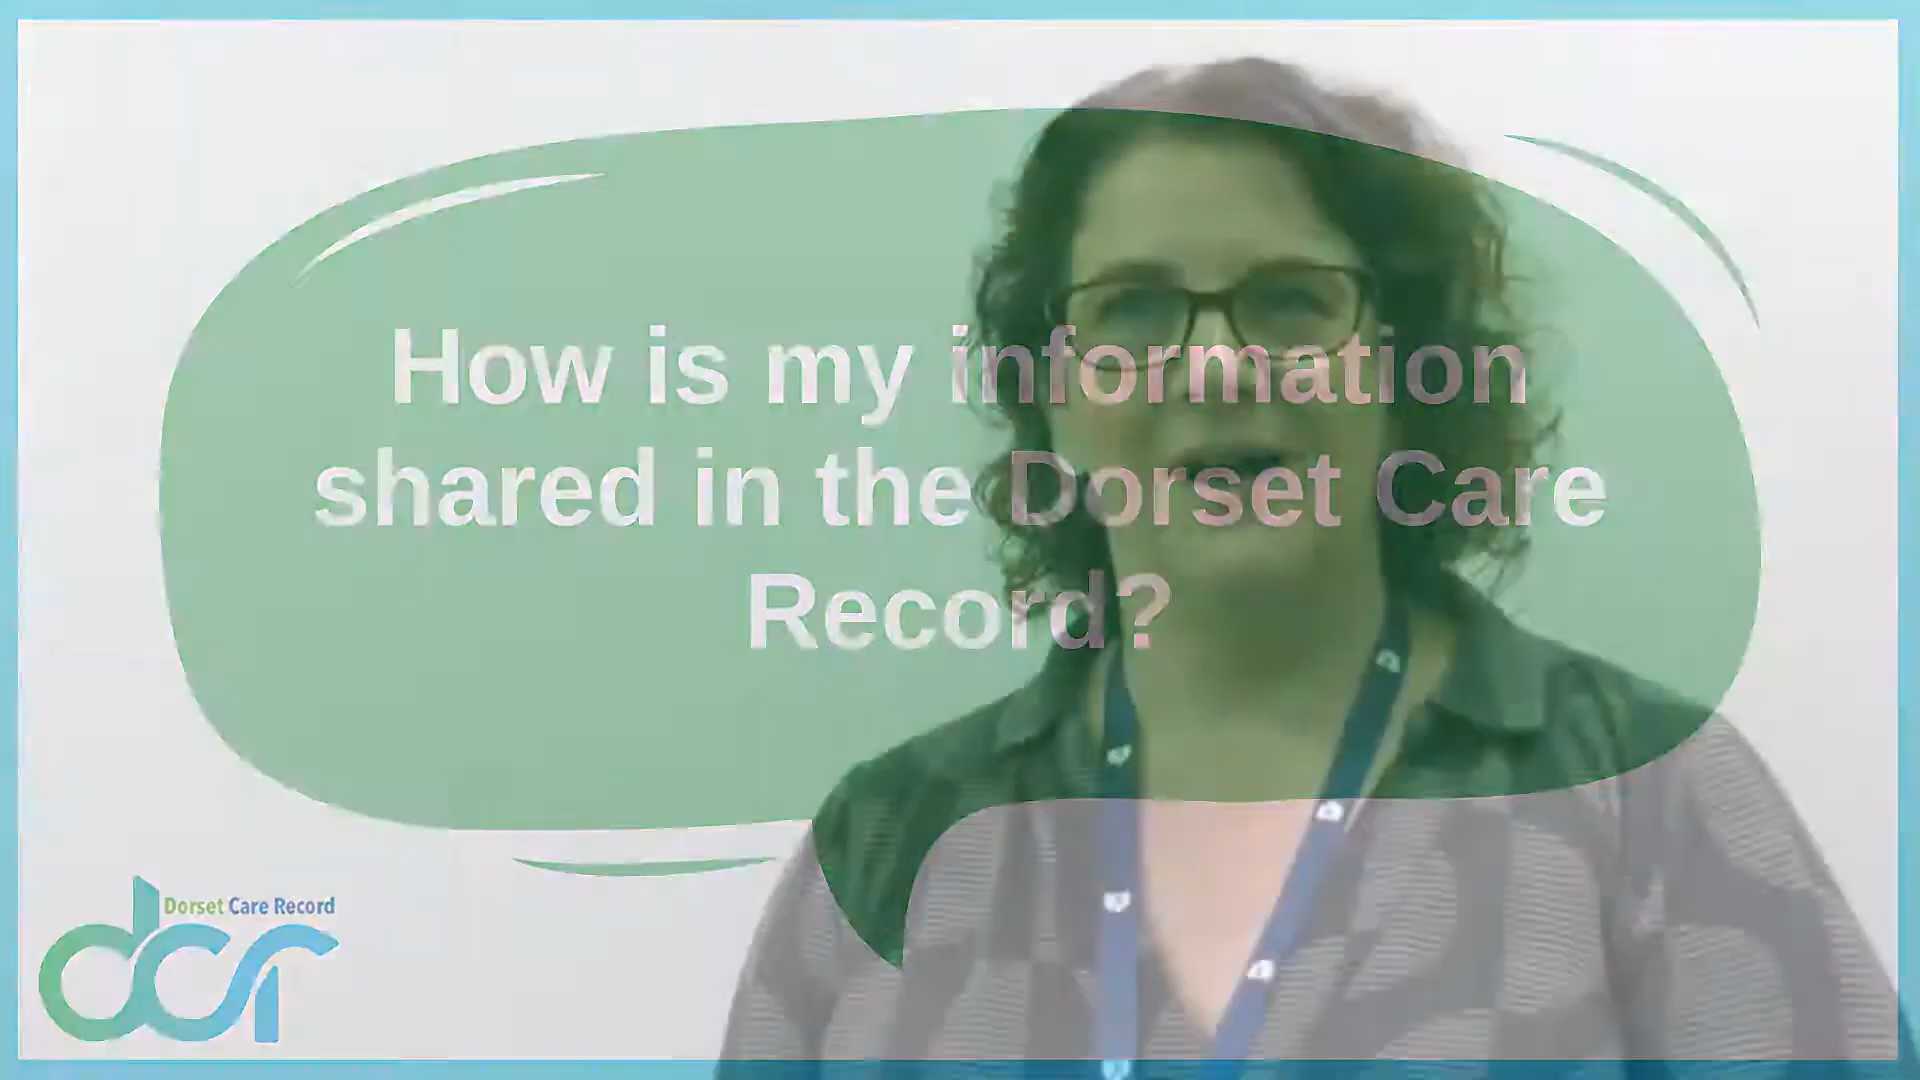 How is my information
shared in the Dorset Care
Record?
Dorset Care Record
dcr